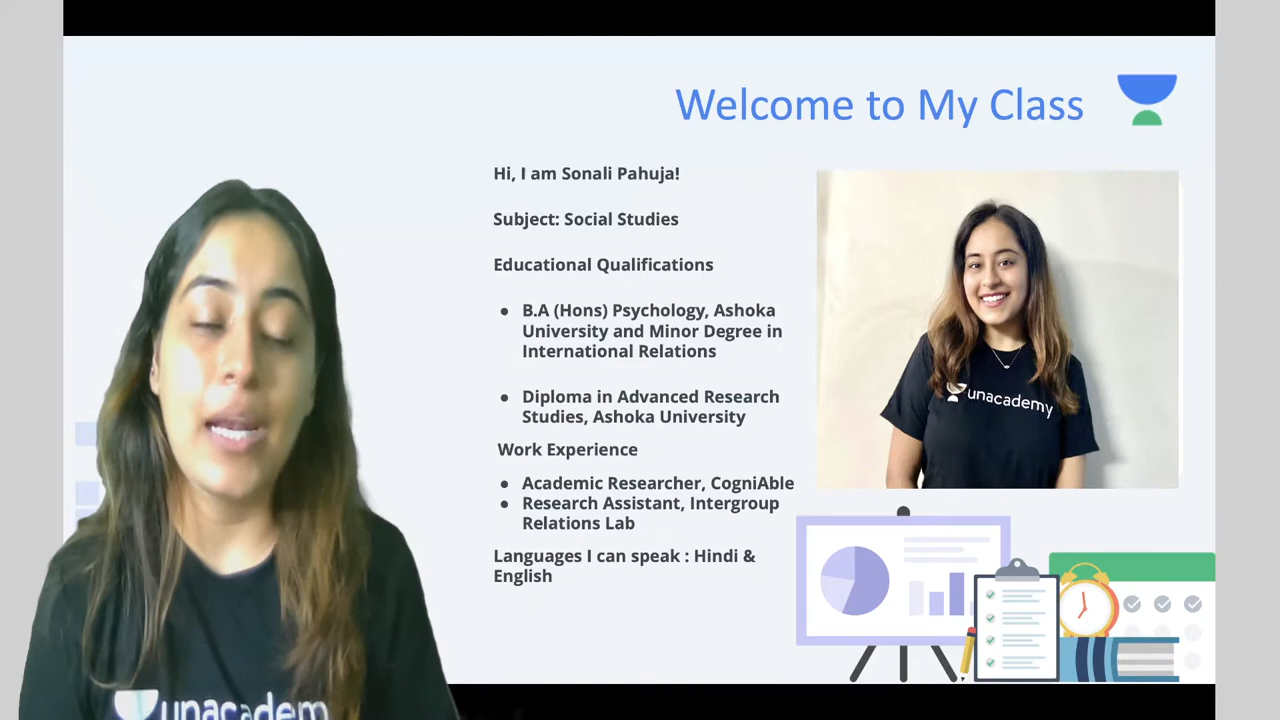 Welcome to My Class
Hi, I am Sonali Pahuja!
Subject: Social Studies
Educational Qualifications
● B.A (Hons) Psychology, Ashoka
University and Minor Degree in
International Relations
● Diploma in Advanced Research
Studies, Ashoka University
Work Experience
● Academic Researcher, CogniAble
● Research Assistant, Intergroup
Relations Lab
Languages I can speak : Hindi &
English
unacademy
unacadem